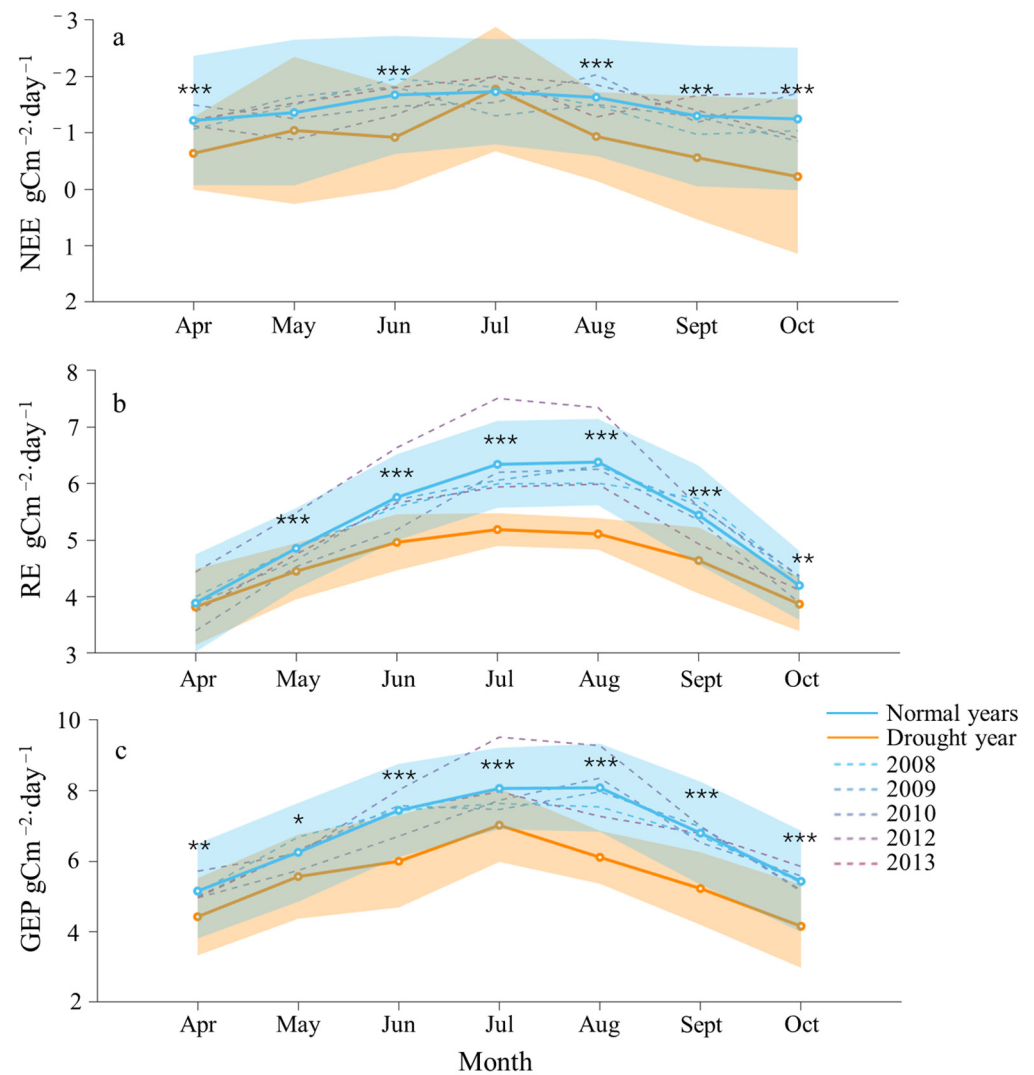 a
NEE gCm⁻²·day⁻¹
⁻3
⁻2
⁻1
0
1
2
*** *** *** *** ***
Apr May Jun Jul Aug Sept Oct
b
RE gCm⁻²·day⁻¹
8
7
6
5
4
3
*** *** *** *** *** **
Apr May Jun Jul Aug Sept Oct
c
GEP gCm⁻²·day⁻¹
10
8
6
4
2
** * *** *** *** *** ***
Apr May Jun Jul Aug Sept Oct
Month
Normal years
Drought year
2008
2009
2010
2012
2013